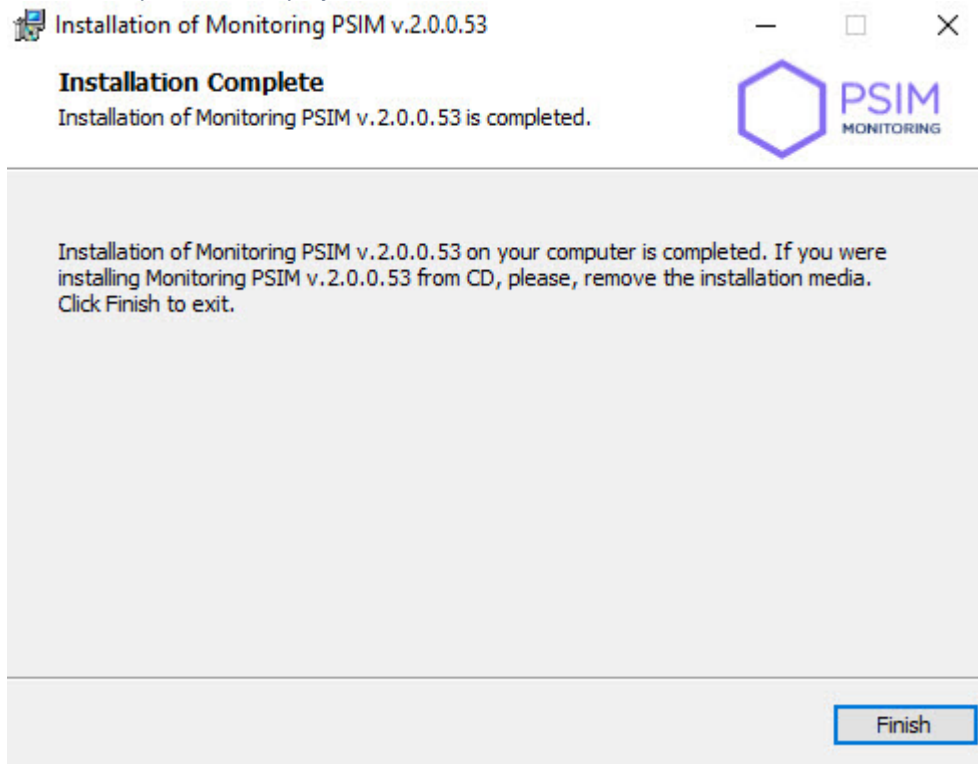 Installation of Monitoring PSIM v.2.0.0.53
Installation Complete
Installation of Monitoring PSIM v.2.0.0.53 is completed.
PSIM
MONITORING
Installation of Monitoring PSIM v.2.0.0.53 on your computer is completed. If you were
installing Monitoring PSIM v.2.0.0.53 from CD, please, remove the installation media.
Click Finish to exit.
Finish